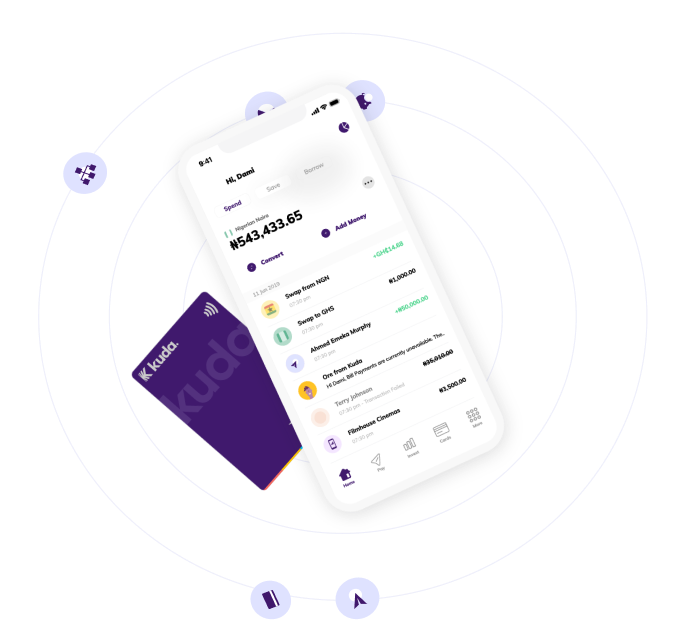 9:41
Hi, Dami
Spend
Save
Borrow
Nigerian Naira
₦543,433.65
Convert
Add Money
11 Jun 2019
Swap from NGN
+GH₵14.68
07:30 pm
Swap to GHS
₦1,000.00
07:30 pm
Ahmed Emeka Murphy
+₦50,000.00
07:30 pm
Ore from Kuda
Hi Dami, Bill Payments are currently unavailable. The...
Terry Johnson
₦35,010.00
07:30 pm - Transaction Failed
Filmhouse Cinemas
₦3,500.00
07:30 pm
Home
Pay
Invest
Cards
More
kuda.
kuda